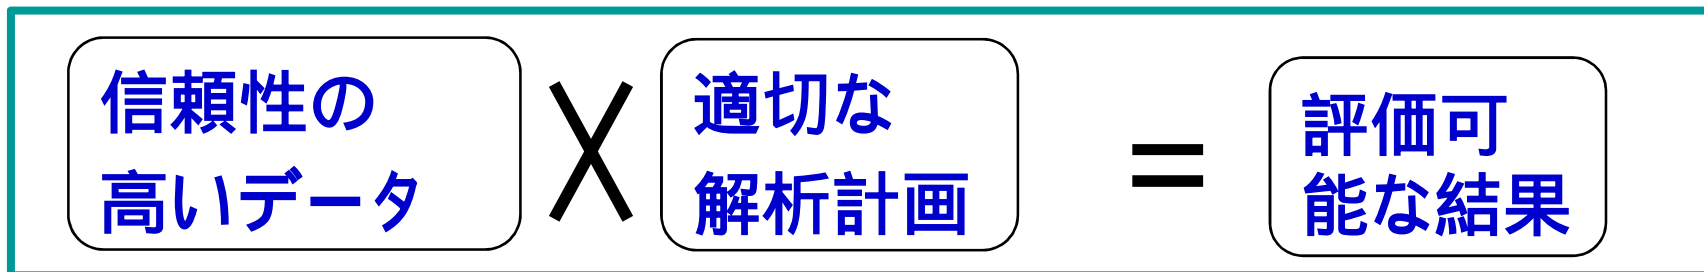 信頼性の
高いデータ
×
適切な
解析計画
=
評価可
能な結果